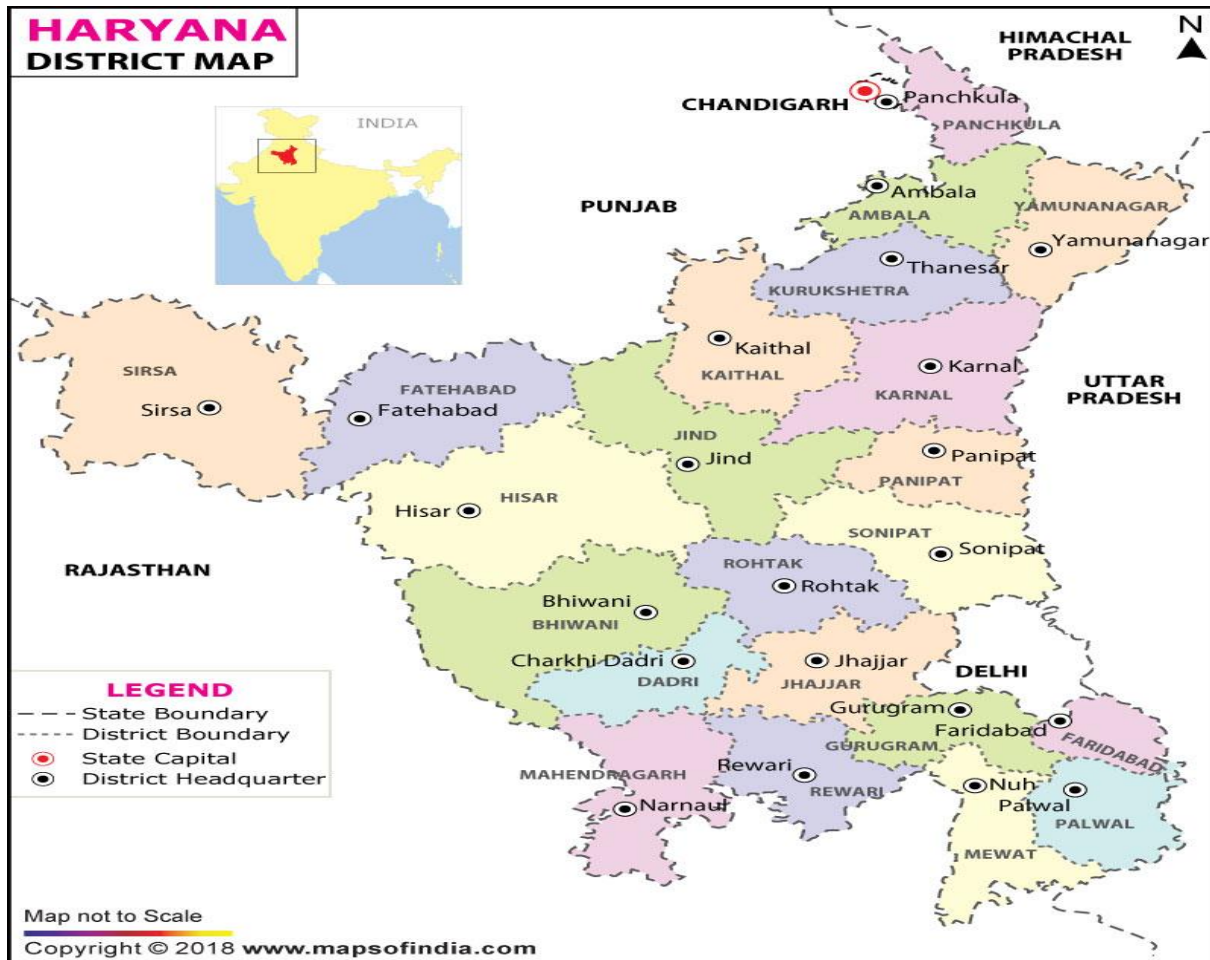 HARYANA
DISTRICT MAP
N
HIMACHAL
PRADESH
INDIA
CHANDIGARH
Panchkula
PANCHKULA
PUNJAB
Ambala
AMBALA
YAMUNANAGAR
Yamunanagar
Thanesar
KURUKSHETRA
Kaithal
KAITHAL
Karnal
KARNAL
UTTAR
PRADESH
SIRSA
Sirsa
FATEHABAD
Fatehabad
JIND
Jind
Panipat
PANIPAT
HISAR
Hisar
SONIPAT
Sonipat
RAJASTHAN
ROHTAK
Rohtak
Bhiwani
BHIWANI
Charkhi Dadri
DADRI
Jhajjar
JHAJJAR
DELHI
Gurugram
GURUGRAM
Faridabad
FARIDABAD
MAHENDRAGARH
Narnaul
Rewari
REWARI
Nuh
MEWAT
Palwal
PALWAL
LEGEND
State Boundary
District Boundary
State Capital
District Headquarter
Map not to Scale
Copyright © 2018 www.mapsofindia.com